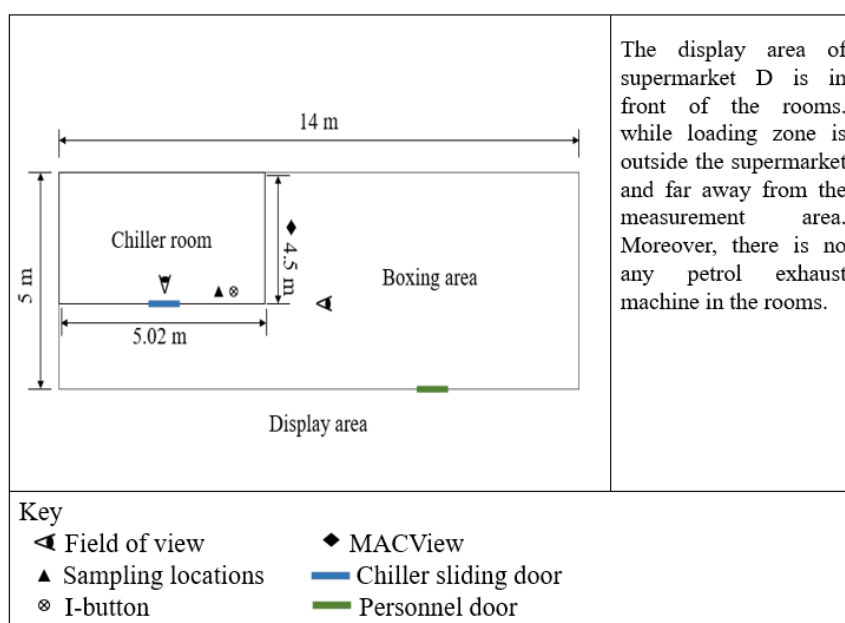 14 m
Chiller room
4.5 m
Boxing area
5 m
5.02 m
Display area
The display area of
supermarket D is in
front of the rooms.
while loading zone is
outside the supermarket
and far away from the
measurement area.
Moreover, there is no
any petrol exhaust
machine in the rooms.
Key
Field of view
MACView
Sampling locations
Chiller sliding door
I-button
Personnel door